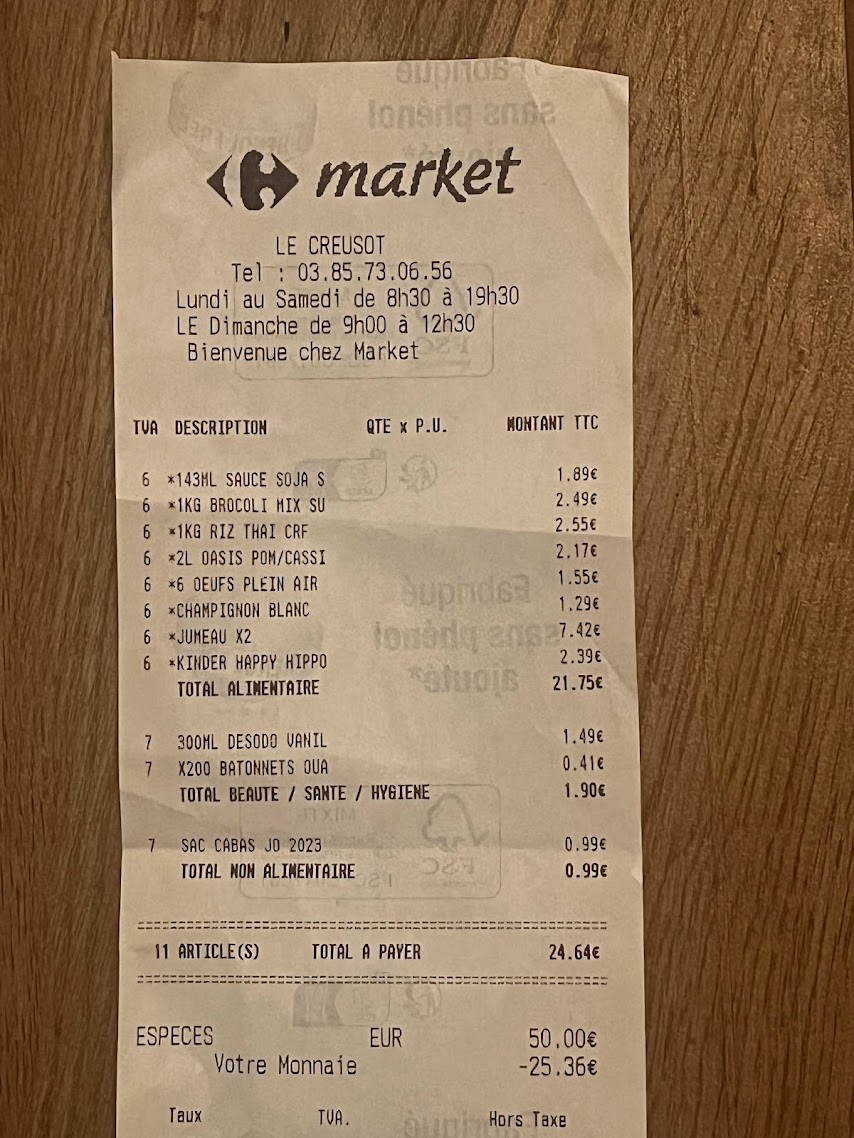 market
LE CREUSOT
Tel : 03.85.73.06.56
Lundi au Samedi de 8h30 à 19h30
LE Dimanche de 9h00 à 12h30
Bienvenue chez Market
TVA DESCRIPTION QTE x P.U. MONTANT TTC
6 *143ML SAUCE SOJA S 1.89€
6 *1KG BROCOLI MIX SU 2.49€
6 *1KG RIZ THAI CRF 2.55€
6 *2L OASIS POM/CASSI 2.17€
6 *6 OEUFS PLEIN AIR 1.55€
6 *CHAMPIGNON BLANC 1.29€
6 *JUMEAU X2 7.42€
6 *KINDER HAPPY HIPPO 2.39€
TOTAL ALIMENTAIRE 21.75€
7 300ML DESODO VANIL 1.49€
7 X200 BATONNETS OUA 0.41€
TOTAL BEAUTE / SANTE / HYGIENE 1.90€
7 SAC CABAS JO 2023 0.99€
TOTAL NON ALIMENTAIRE 0.99€
11 ARTICLE(S) TOTAL A PAYER 24.64€
ESPECES EUR 50.00€
Votre Monnaie -25.36€
Taux TVA. Hors Taxe